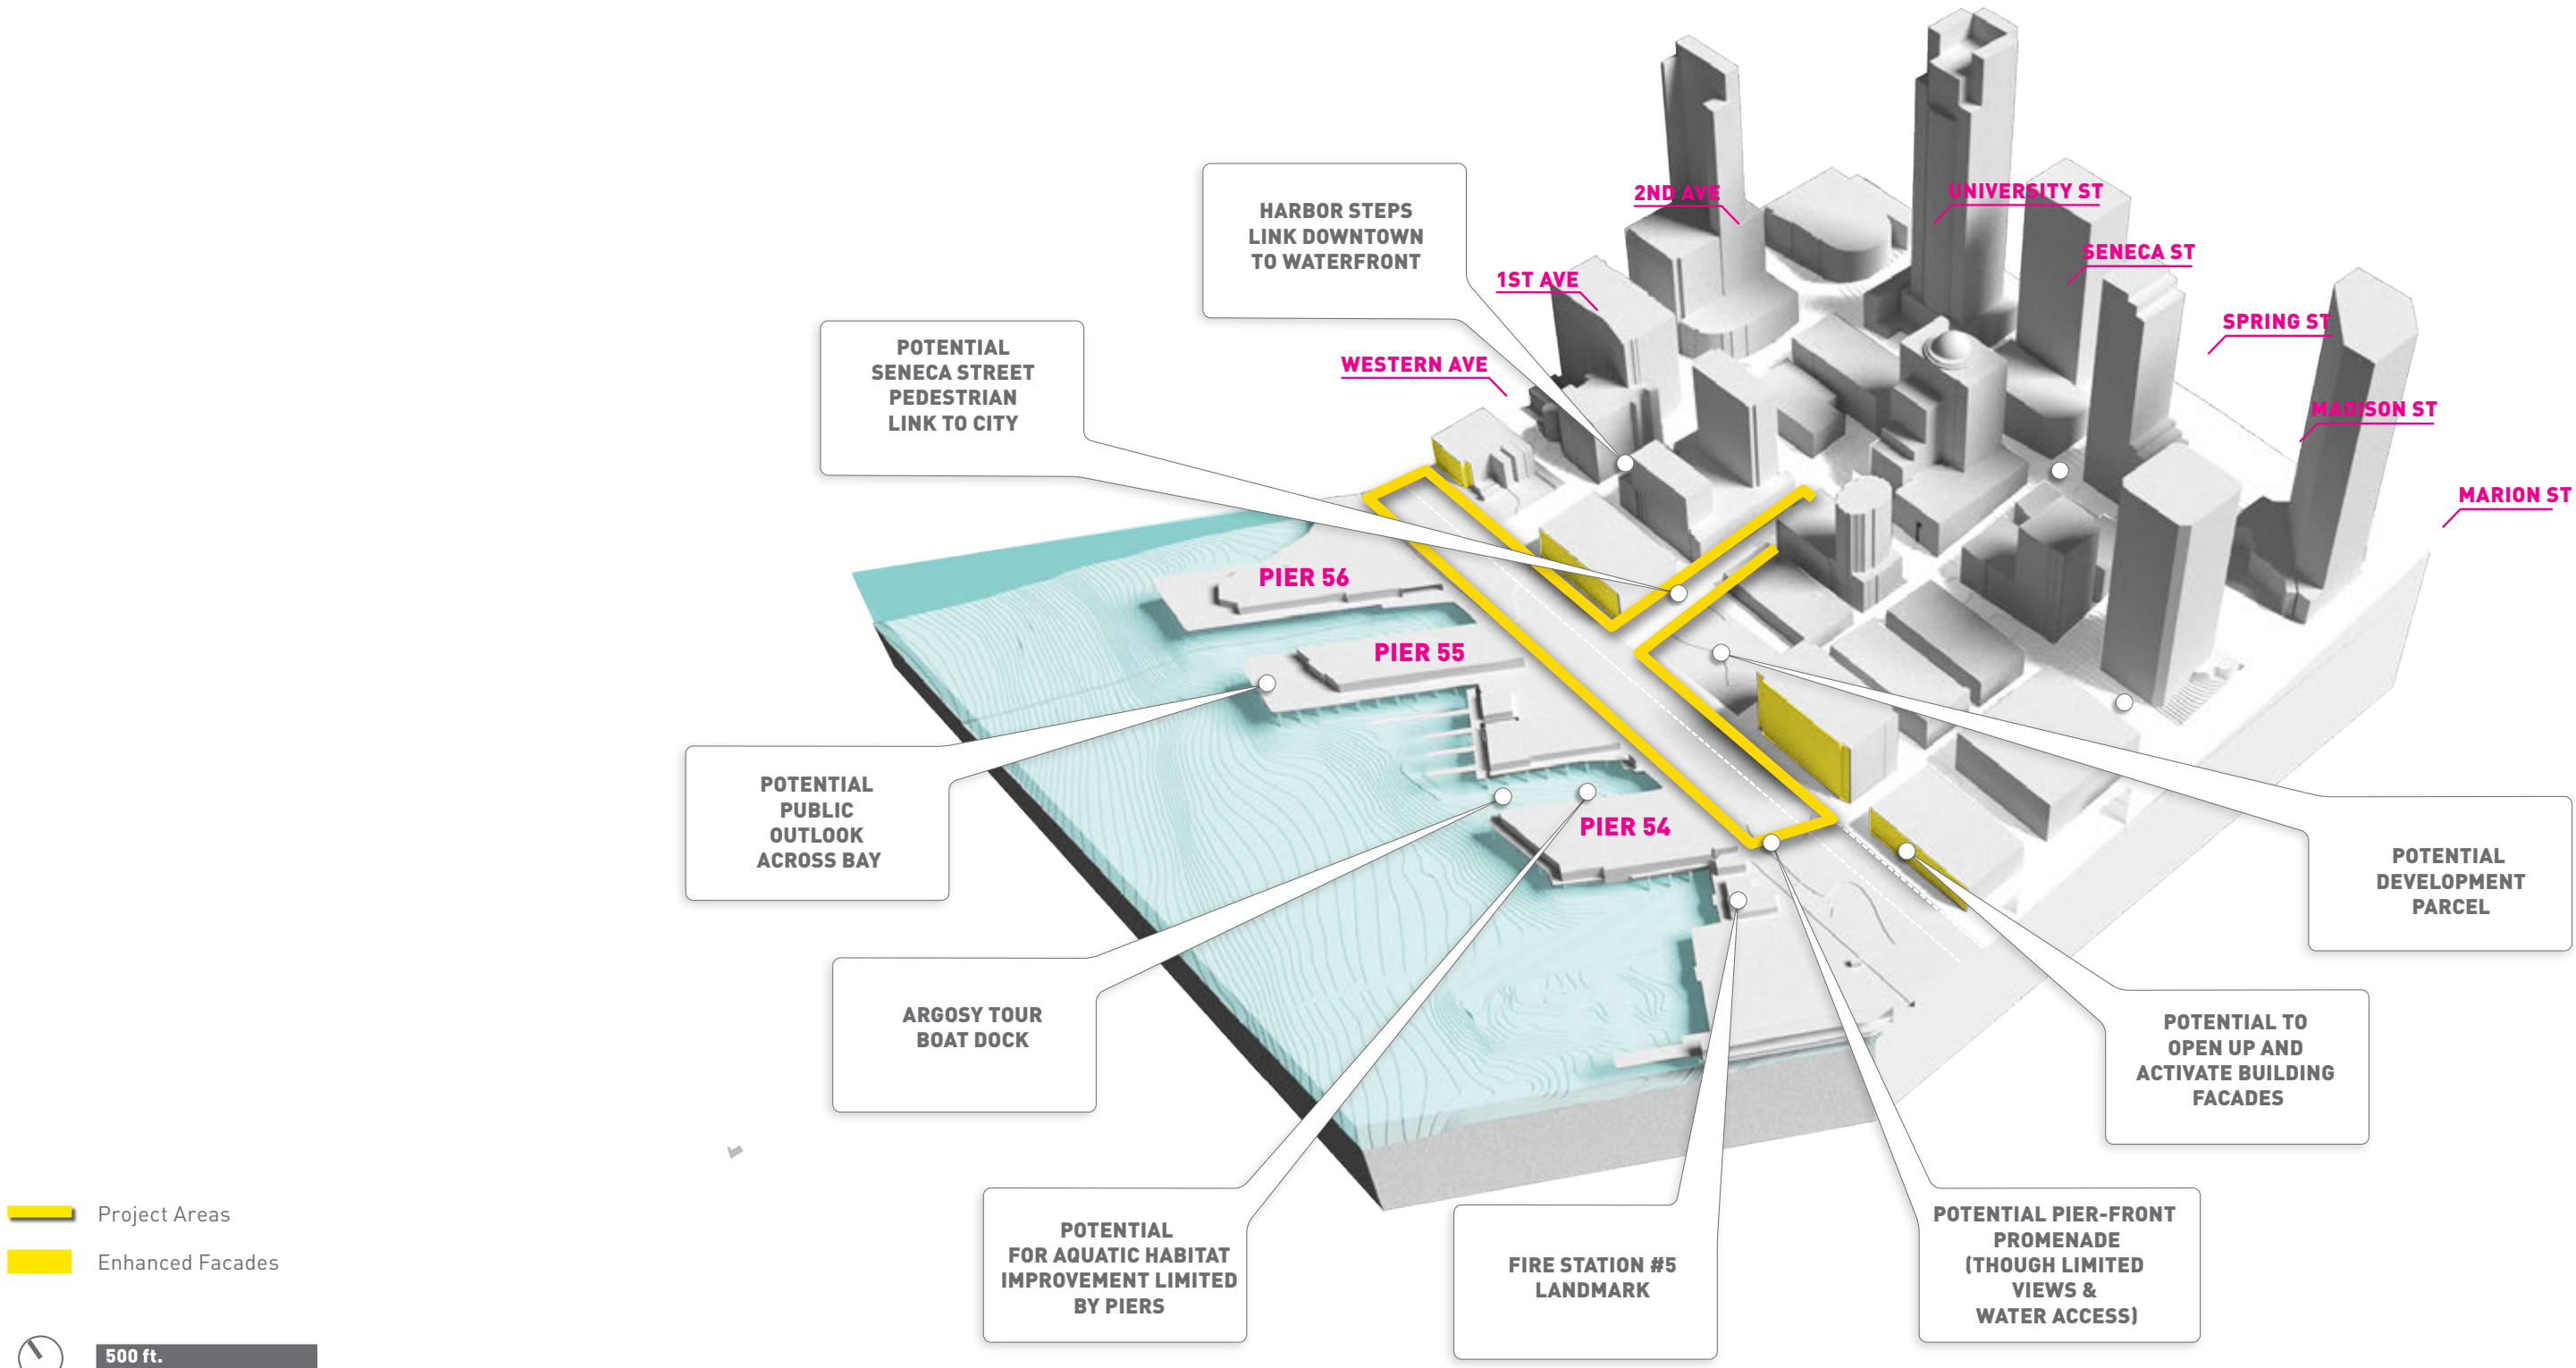 HARBOR STEPS
LINK DOWNTOWN
TO WATERFRONT
2ND AVE
UNIVERSITY ST
SENECA ST
1ST AVE
SPRING ST
WESTERN AVE
MADISON ST
MARION ST
POTENTIAL
SENECA STREET
PEDESTRIAN
LINK TO CITY
PIER 56
PIER 55
PIER 54
POTENTIAL
PUBLIC
OUTLOOK
ACROSS BAY
POTENTIAL
DEVELOPMENT
PARCEL
ARGOSY TOUR
BOAT DOCK
POTENTIAL TO
OPEN UP AND
ACTIVATE BUILDING
FACADES
POTENTIAL
FOR AQUATIC HABITAT
IMPROVEMENT LIMITED
BY PIERS
FIRE STATION #5
LANDMARK
POTENTIAL PIER-FRONT
PROMENADE
(THOUGH LIMITED
VIEWS &
WATER ACCESS)
Project Areas
Enhanced Facades
500 ft.